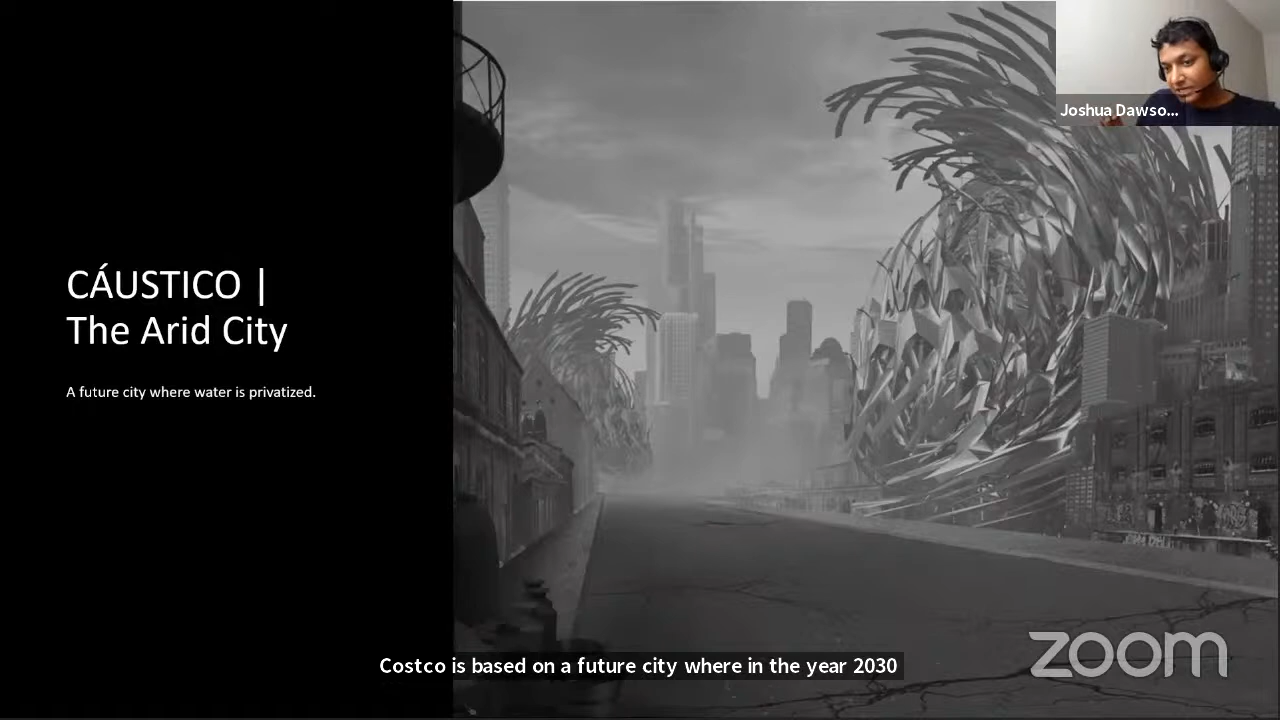 Joshua Dawso...
CÁUSTICO |
The Arid City
A future city where water is privatized.
Costco is based on a future city where in the year 2030
zoom